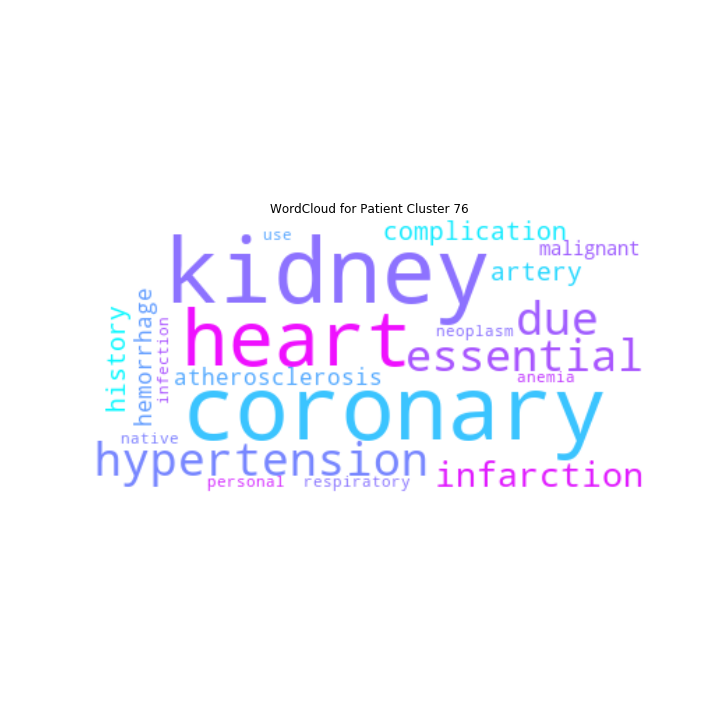 WordCloud for Patient Cluster 76
use
complication
malignant
kidney
artery
heart
due
neoplasm
essential
history
hemorrhage
infection
atherosclerosis
anemia
coronary
native
hypertension
infarction
personal
respiratory